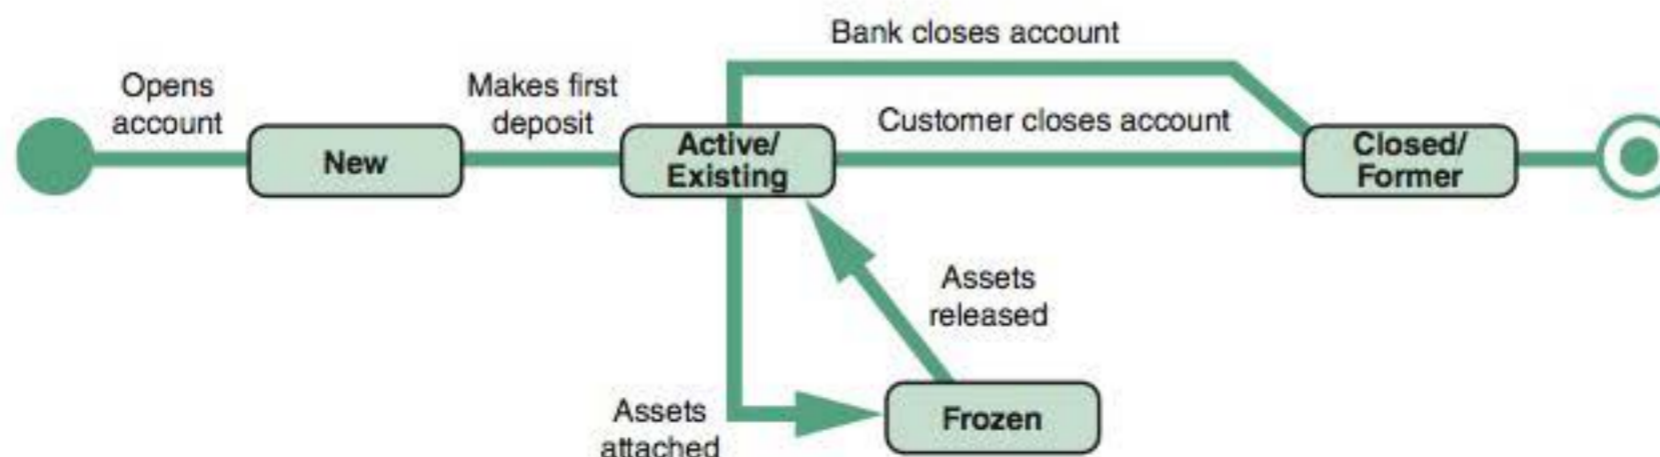 Bank closes account
Opens
account
Makes first
deposit
Customer closes account
New
Active/
Existing
Closed/
Former
Assets
released
Assets
attached
Frozen